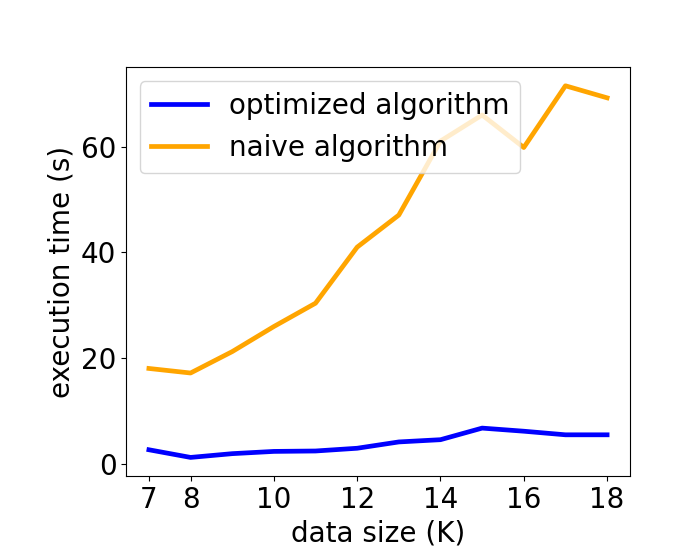 optimized algorithm
naive algorithm
execution time (s)
60
40
20
0
7 8 10 12 14 16 18
data size (K)